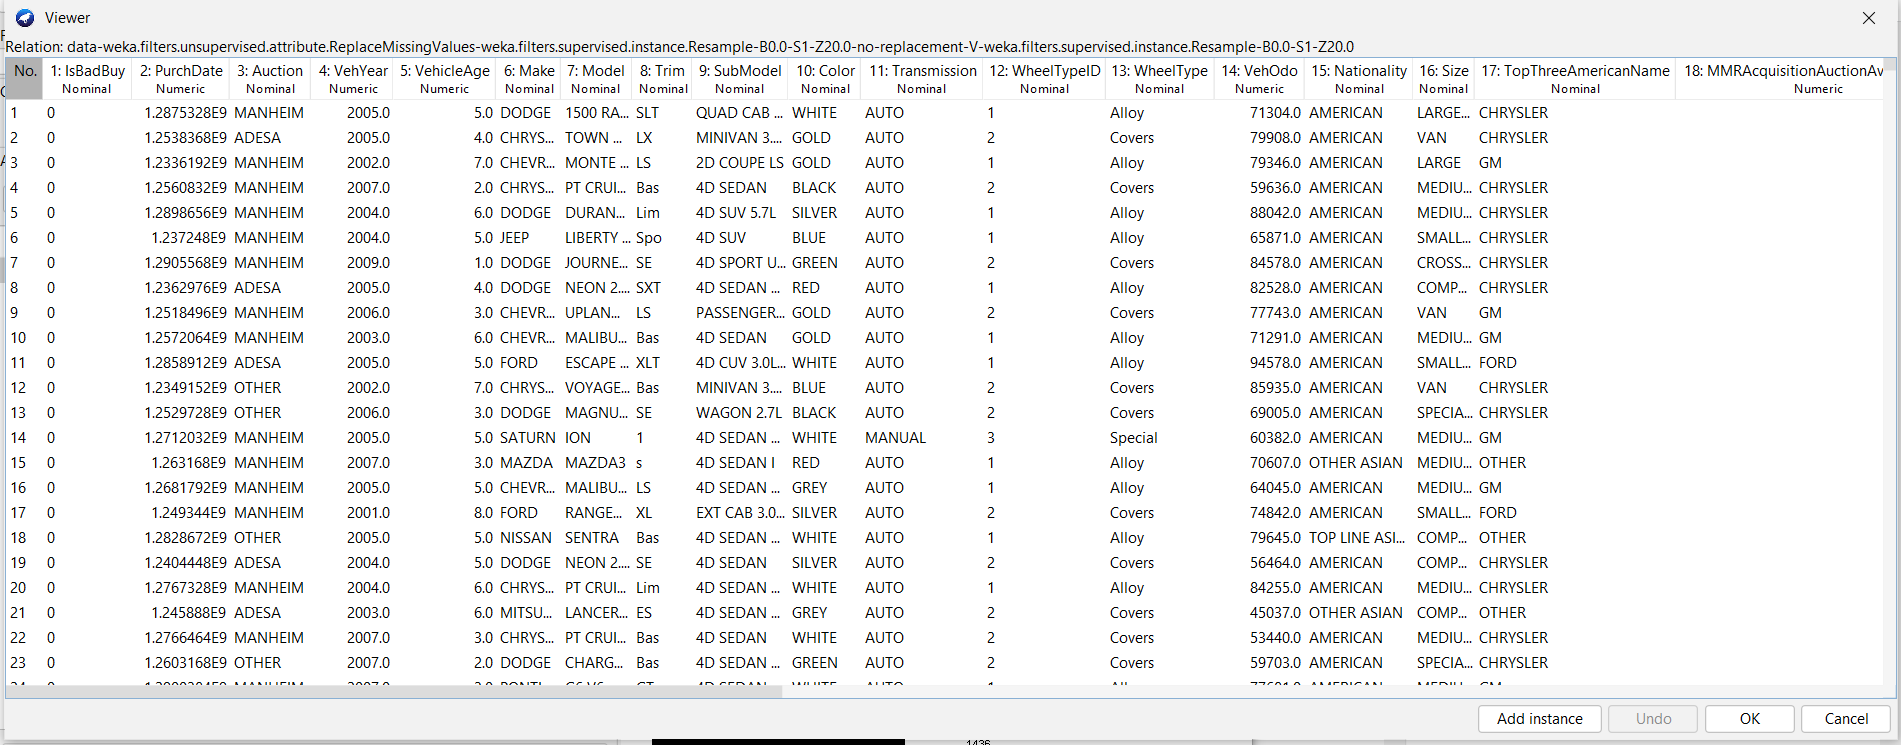 Viewer
Relation: data-weka.filters.unsupervised.attribute.ReplaceMissingValues-weka.filters.supervised.instance.Resample-B0.0-S1-Z20.0-no-replacement-V-weka.filters.supervised.instance.Resample-B0.0-S1-Z20.0
No. 1: IsBadBuy 2: PurchDate 3: Auction 4: VehYear 5: VehicleAge 6: Make 7: Model 8: Trim 9: SubModel 10: Color 11: Transmission 12: WheelTypeID 13: WheelType 14: VehOdo 15: Nationality 16: Size 17: TopThreeAmericanName 18: MMRAcquisitionAuctionAv
Nominal Numeric Nominal Numeric Numeric Nominal Nominal Nominal Nominal Nominal Nominal Nominal Nominal Numeric Nominal Nominal Nominal Numeric
1 0 1.2875328E9 MANHEIM 2005.0 5.0 DODGE 1500 RA... SLT QUAD CAB ... WHITE AUTO 1 Alloy 71304.0 AMERICAN LARGE... CHRYSLER
2 0 1.2538368E9 ADESA 2005.0 4.0 CHRYS... TOWN ... LX MINIVAN 3.... GOLD AUTO 2 Covers 79908.0 AMERICAN VAN CHRYSLER
3 0 1.2336192E9 MANHEIM 2002.0 7.0 CHEVR... MONTE ... LS 2D COUPE LS GOLD AUTO 1 Alloy 79346.0 AMERICAN LARGE GM
4 0 1.2560832E9 MANHEIM 2007.0 2.0 CHRYS... PT CRUI... Bas 4D SEDAN BLACK AUTO 2 Covers 59636.0 AMERICAN MEDIU... CHRYSLER
5 0 1.2898656E9 MANHEIM 2004.0 6.0 DODGE DURAN... Lim 4D SUV 5.7L SILVER AUTO 1 Alloy 88042.0 AMERICAN MEDIU... CHRYSLER
6 0 1.237248E9 MANHEIM 2004.0 5.0 JEEP LIBERTY ... Spo 4D SUV BLUE AUTO 1 Alloy 65871.0 AMERICAN SMALL... CHRYSLER
7 0 1.2905568E9 MANHEIM 2009.0 1.0 DODGE JOURNE... SE 4D SPORT U... GREEN AUTO 2 Covers 84578.0 AMERICAN CROSS... CHRYSLER
8 0 1.2362976E9 ADESA 2005.0 4.0 DODGE NEON 2.... SXT 4D SEDAN ... RED AUTO 1 Alloy 82528.0 AMERICAN COMP... CHRYSLER
9 0 1.2518496E9 MANHEIM 2006.0 3.0 CHEVR... UPLAN... LS PASSENGER... GOLD AUTO 2 Covers 77743.0 AMERICAN VAN GM
10 0 1.2572064E9 MANHEIM 2003.0 6.0 CHEVR... MALIBU... Bas 4D SEDAN GOLD AUTO 1 Alloy 71291.0 AMERICAN MEDIU... GM
11 0 1.2858912E9 ADESA 2005.0 5.0 FORD ESCAPE ... XLT 4D CUV 3.0L... WHITE AUTO 1 Alloy 94578.0 AMERICAN SMALL... FORD
12 0 1.2349152E9 OTHER 2002.0 7.0 CHRYS... VOYAGE... Bas MINIVAN 3.... BLUE AUTO 2 Covers 85935.0 AMERICAN VAN CHRYSLER
13 0 1.2529728E9 OTHER 2006.0 3.0 DODGE MAGNU... SE WAGON 2.7L BLACK AUTO 2 Covers 69005.0 AMERICAN SPECIA... CHRYSLER
14 0 1.2712032E9 MANHEIM 2005.0 5.0 SATURN ION 1 4D SEDAN ... WHITE MANUAL 3 Special 60382.0 AMERICAN MEDIU... GM
15 0 1.263168E9 MANHEIM 2007.0 3.0 MAZDA MAZDA3 s 4D SEDAN I RED AUTO 1 Alloy 70607.0 OTHER ASIAN MEDIU... OTHER
16 0 1.2681792E9 MANHEIM 2005.0 5.0 CHEVR... MALIBU... LS 4D SEDAN ... GREY AUTO 1 Alloy 64045.0 AMERICAN MEDIU... GM
17 0 1.249344E9 MANHEIM 2001.0 8.0 FORD RANGE... XL EXT CAB 3.0... SILVER AUTO 2 Covers 74842.0 AMERICAN SMALL... FORD
18 0 1.2828672E9 OTHER 2005.0 5.0 NISSAN SENTRA Bas 4D SEDAN ... WHITE AUTO 1 Alloy 79645.0 TOP LINE ASI... COMP... OTHER
19 0 1.2404448E9 ADESA 2004.0 5.0 DODGE NEON 2.... SE 4D SEDAN SILVER AUTO 2 Covers 56464.0 AMERICAN COMP... CHRYSLER
20 0 1.2767328E9 MANHEIM 2004.0 6.0 CHRYS... PT CRUI... Lim 4D SEDAN ... WHITE AUTO 1 Alloy 84255.0 AMERICAN MEDIU... CHRYSLER
21 0 1.245888E9 ADESA 2003.0 6.0 MITSU... LANCER... ES 4D SEDAN ... GREY AUTO 2 Covers 45037.0 OTHER ASIAN COMP... OTHER
22 0 1.2766464E9 MANHEIM 2007.0 3.0 CHRYS... PT CRUI... Bas 4D SEDAN WHITE AUTO 2 Covers 53440.0 AMERICAN MEDIU... CHRYSLER
23 0 1.2603168E9 OTHER 2007.0 2.0 DODGE CHARG... Bas 4D SEDAN ... GREEN AUTO 2 Covers 59703.0 AMERICAN SPECIA... CHRYSLER
Add instance Undo OK Cancel